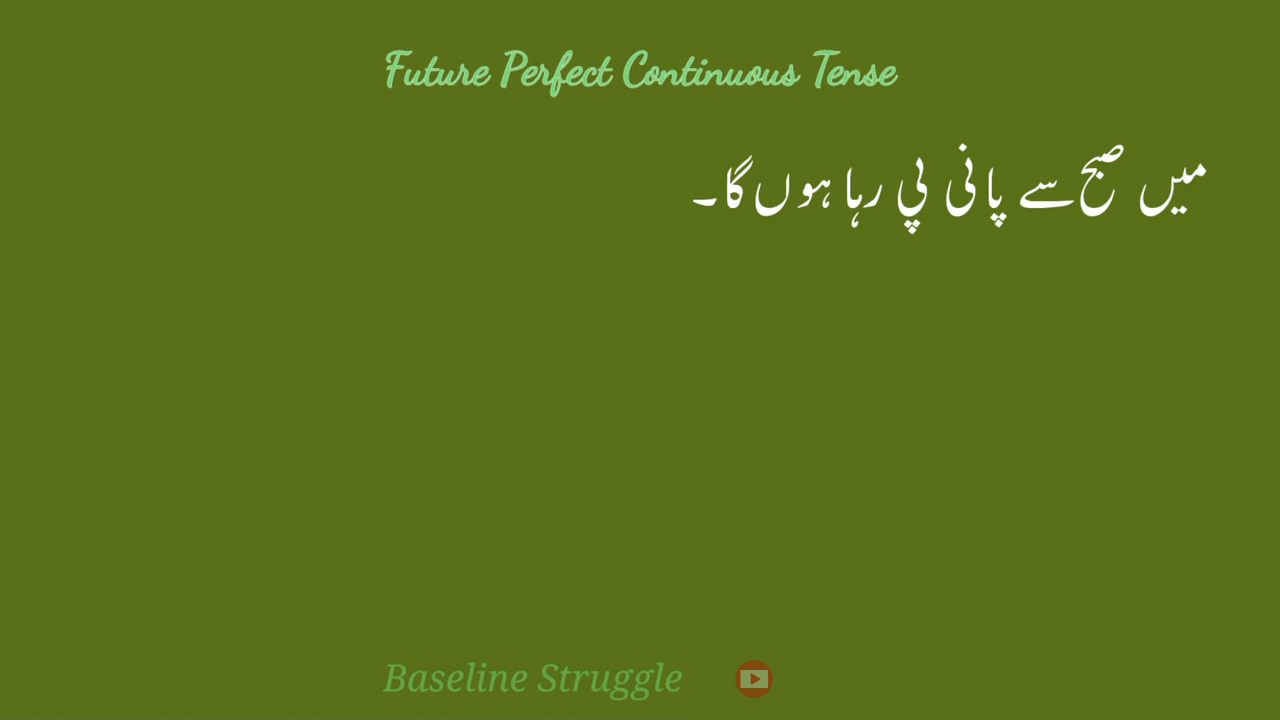 Future Perfect Continuous Tense
میں صبح سے پانی پی رہا ہوں گا۔
Baseline Struggle